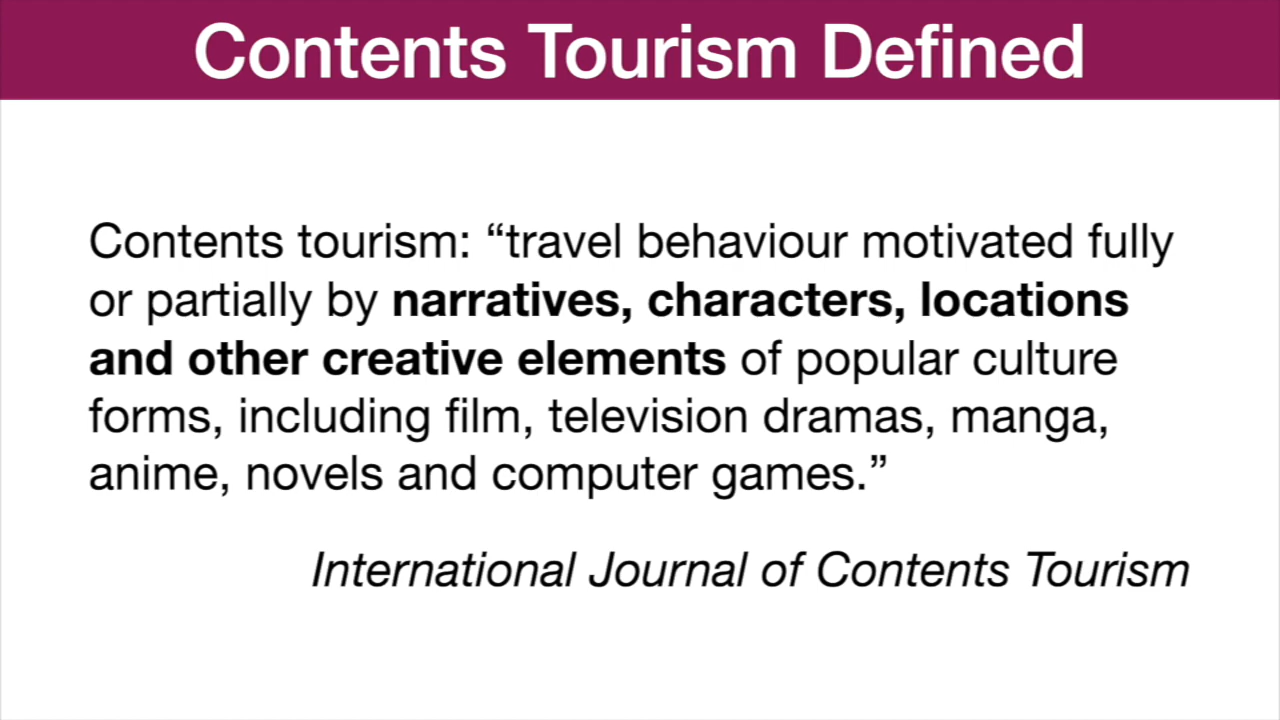 Contents Tourism Defined
Contents tourism: “travel behaviour motivated fully
or partially by narratives, characters, locations
and other creative elements of popular culture
forms, including film, television dramas, manga,
anime, novels and computer games.”
International Journal of Contents Tourism